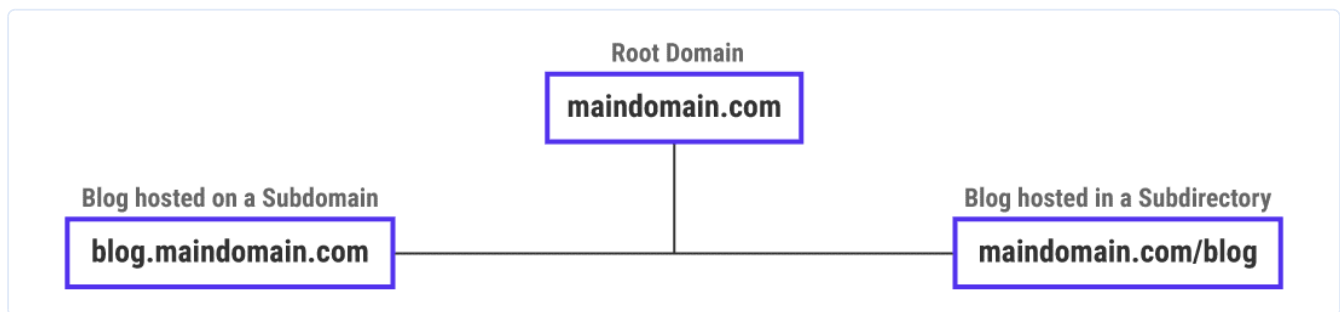 Root Domain
maindomain.com
Blog hosted on a Subdomain
blog.maindomain.com
Blog hosted in a Subdirectory
maindomain.com/blog